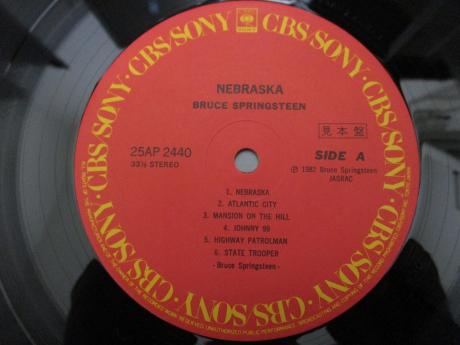 CBS/SONY · CBS/SONY · CBS/SONY · CBS/SONY · CBS/SONY · CBS/SONY
NEBRASKA
BRUCE SPRINGSTEEN
見本盤
25AP 2440
33⅓ STEREO
SIDE A
Ⓟ 1982 Bruce Springsteen
JASRAC
1. NEBRASKA
2. ATLANTIC CITY
3. MANSION ON THE HILL
4. JOHNNY 99
5. HIGHWAY PATROLMAN
6. STATE TROOPER
-Bruce Springsteen-